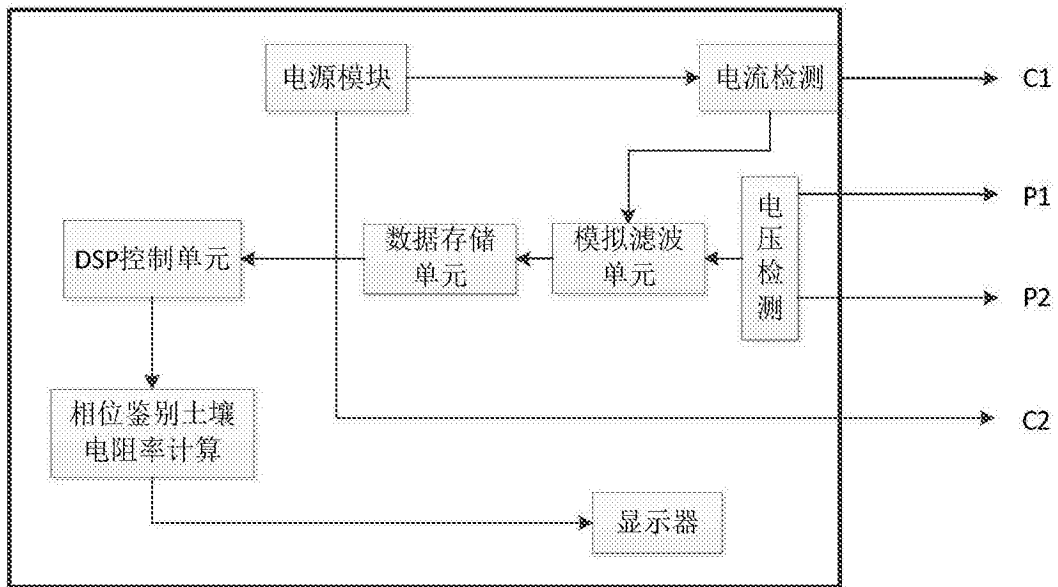 电源模块
电流检测
C1
P1
电压检测
DSP控制单元
数据存储
单元
模拟滤波
单元
P2
相位鉴别土壤
电阻率计算
C2
显示器